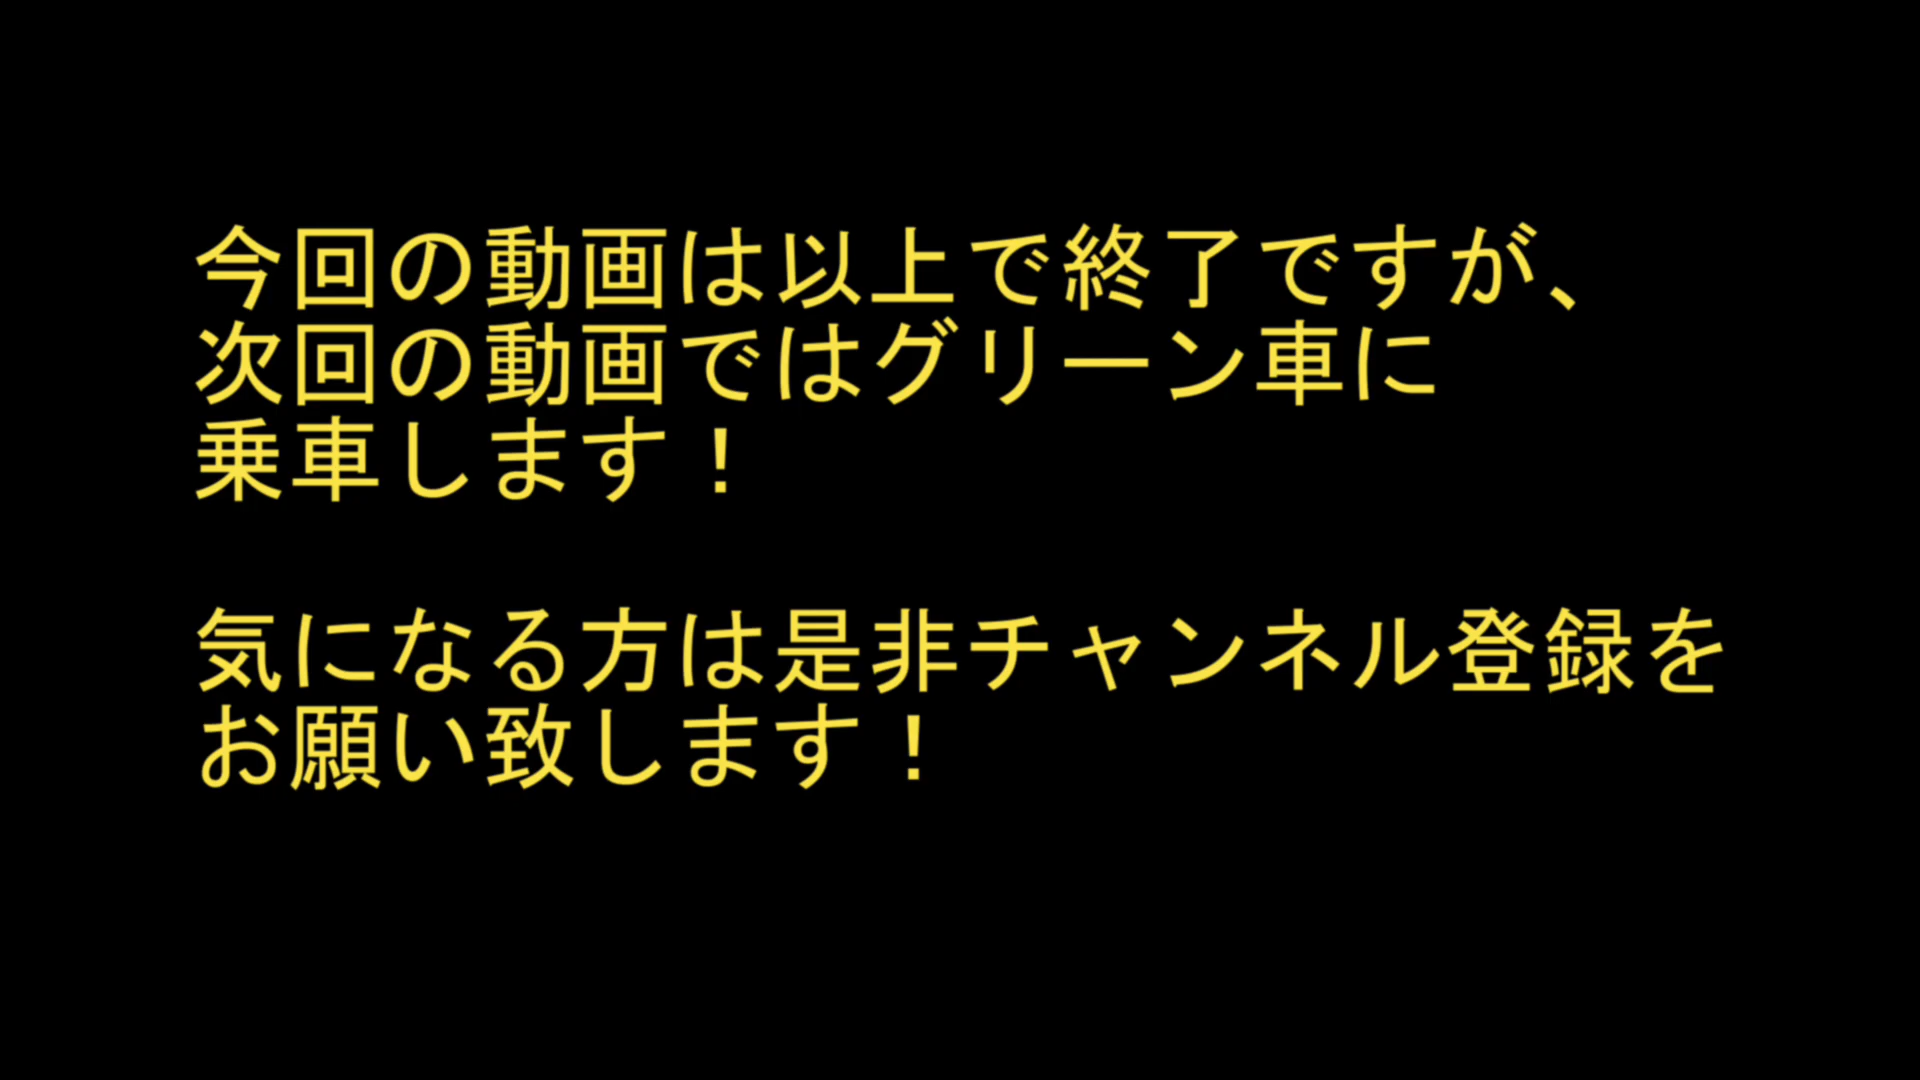 今回の動画は以上で終了ですが、
次回の動画ではグリーン車に
乗車します！
気になる方は是非チャンネル登録を
お願い致します！